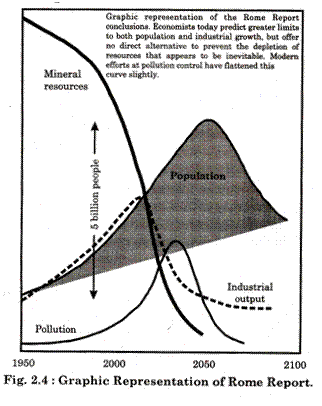 Graphic representation of the Rome Report
conclusions. Economists today predict greater limits
to both population and industrial growth, but offer
no direct alternative to prevent the depletion of
resources that appears to be inevitable. Modern
efforts at pollution control have flattened this
curve slightly.
Mineral
resources
5 billion people
Population
Industrial
output
Pollution
1950 2000 2050 2100
Fig. 2.4 : Graphic Representation of Rome Report.